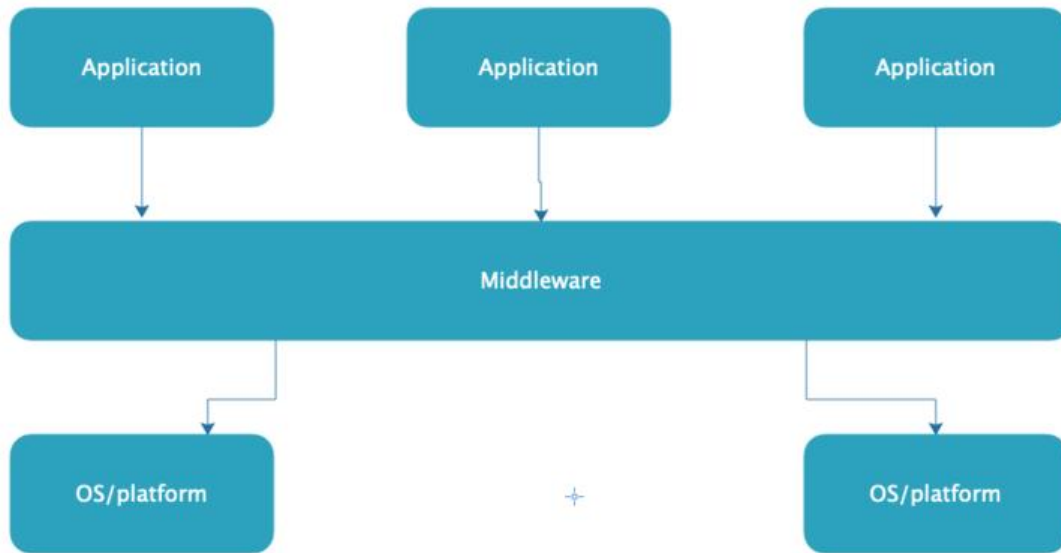 Application
Application
Application
Middleware
OS/platform
OS/platform